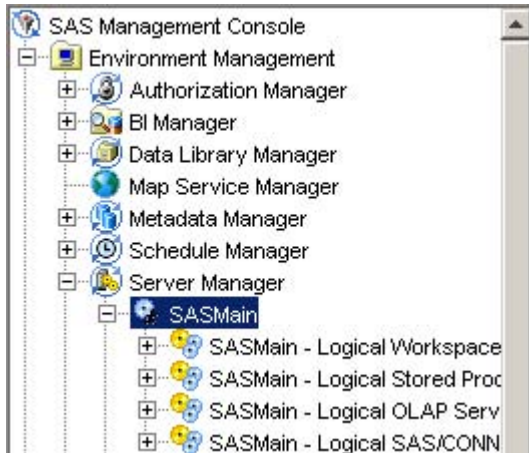 SAS Management Console
Environment Management
Authorization Manager
BI Manager
Data Library Manager
Map Service Manager
Metadata Manager
Schedule Manager
Server Manager
SASMain
SASMain - Logical Workspace
SASMain - Logical Stored Proc
SASMain - Logical OLAP Serv
SASMain - Logical SAS/CONN